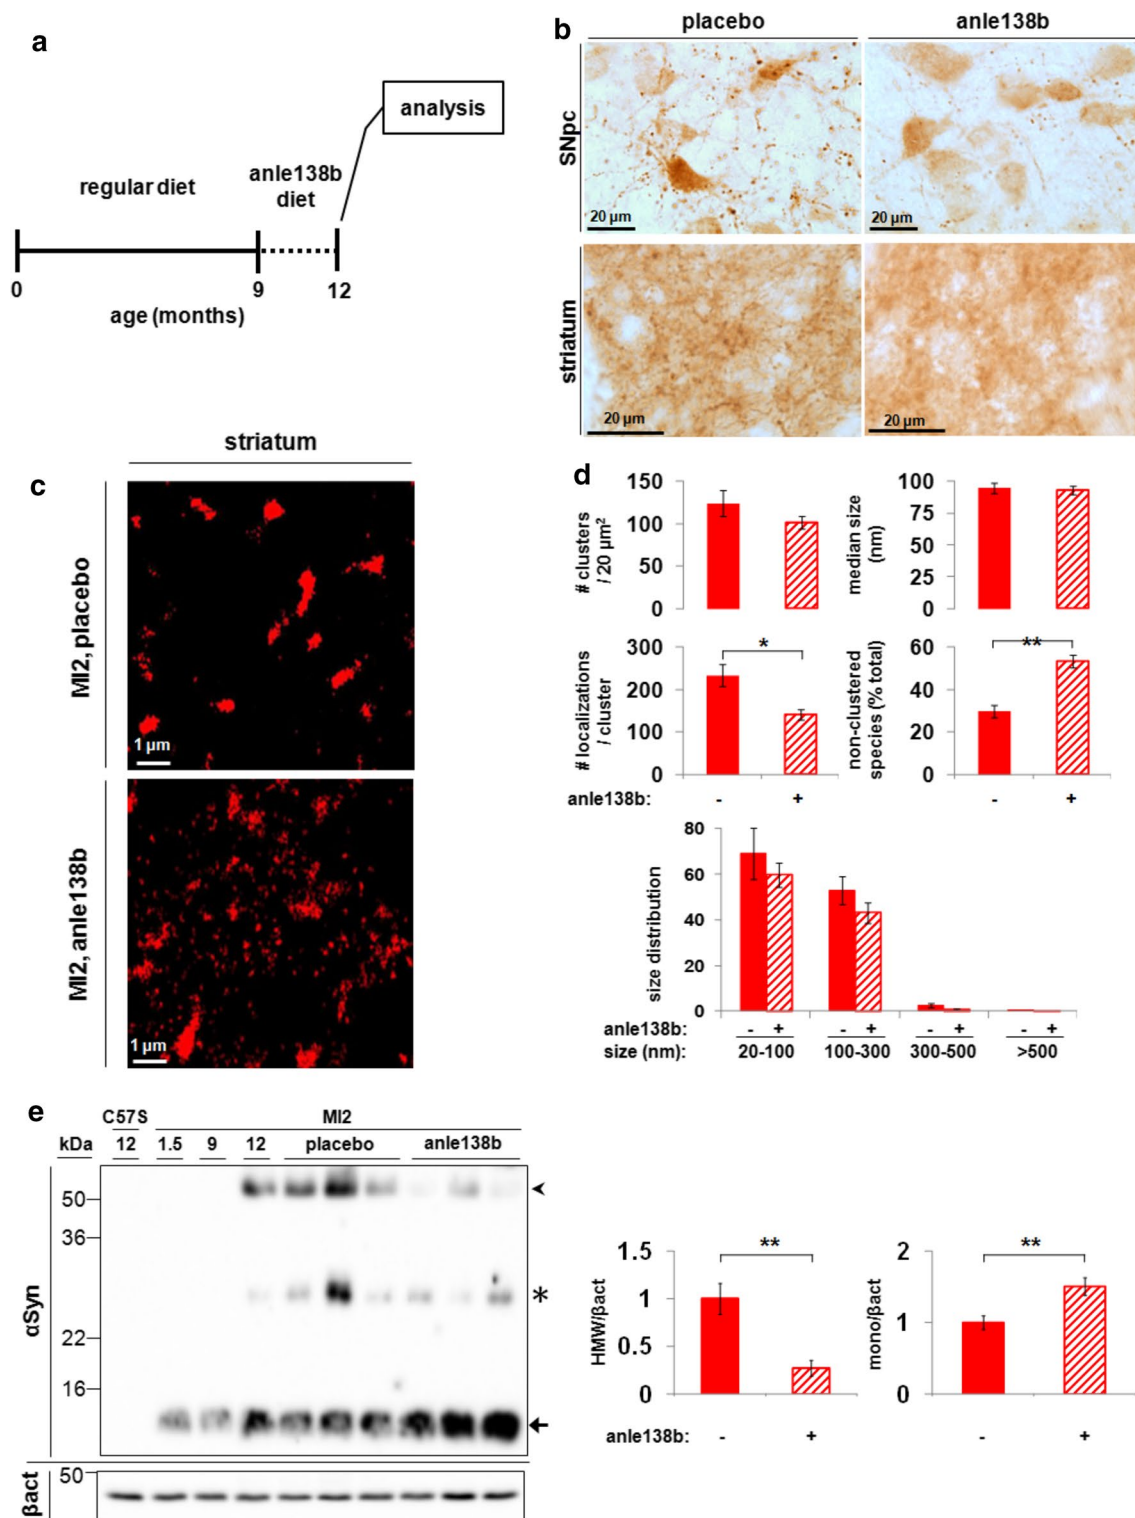 a
analysis
regular diet
anle138b
diet
0
9
12
age (months)
b
placebo
anle138b
SNpc
20 µm
20 µm
striatum
20 µm
20 µm
c
striatum
MI2, placebo
1 µm
MI2, anle138b
1 µm
d
# clusters
/ 20 µm²
150
100
50
0
median size
(nm)
100
75
50
25
0
# localizations
/ cluster
300
200
100
0
*
non-clustered
species (% total)
60
40
20
0
**
anle138b: - + - +
size distribution
80
60
40
20
0
anle138b: - + - + - + - +
size (nm): 20-100 100-300 300-500 >500
e
C57S MI2
kDa 12 1.5 9 12 placebo anle138b
αSyn
50
36
22
16
*
βact
50
HMW/βact
1.5
1
0.5
0
**
mono/βact
2
1
0
**
anle138b: - + - +